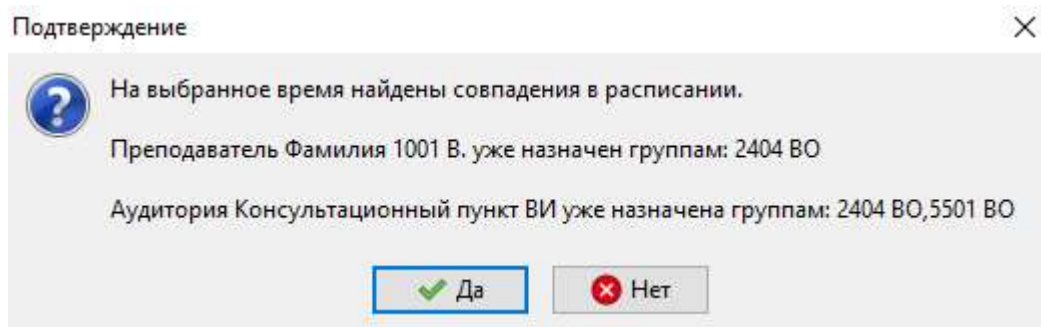 Подтверждение
На выбранное время найдены совпадения в расписании.
Преподаватель Фамилия 1001 В. уже назначен группам: 2404 ВО
Аудитория Консультационный пункт ВИ уже назначена группам: 2404 ВО,5501 ВО
Да
Нет